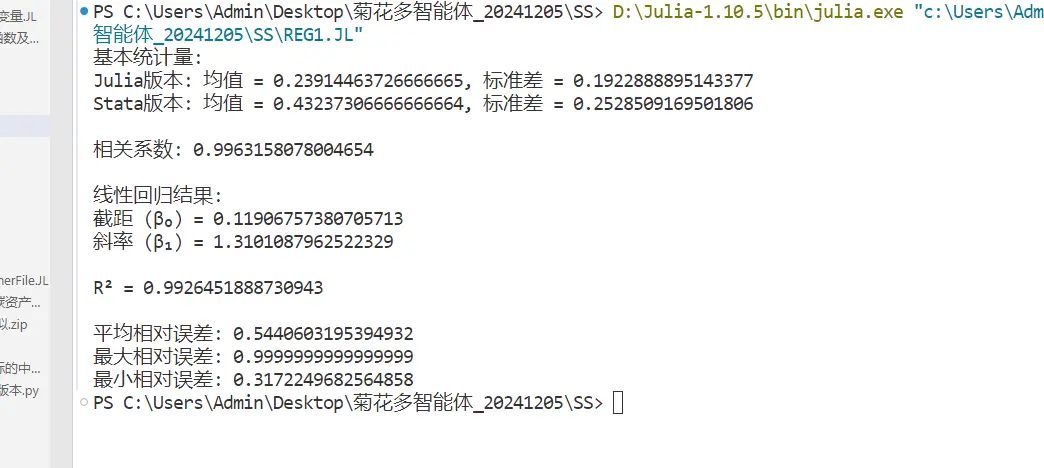 变量.JL
函数及...
nerFile.JL
碳资产...
似.zip
标的中...
版本.py
PS C:\Users\Admin\Desktop\菊花多智能体_20241205\SS> D:\Julia-1.10.5\bin\julia.exe "c:\Users\Adm
智能体_20241205\SS\REG1.JL"
基本统计量:
Julia版本: 均值 = 0.23914463726666665, 标准差 = 0.1922888895143377
Stata版本: 均值 = 0.43237306666666664, 标准差 = 0.2528509169501806
相关系数: 0.9963158078004654
线性回归结果:
截距 (β₀) = 0.11906757380705713
斜率 (β₁) = 1.3101087962522329
R² = 0.9926451888730943
平均相对误差: 0.5440603195394932
最大相对误差: 0.9999999999999999
最小相对误差: 0.3172249682564858
PS C:\Users\Admin\Desktop\菊花多智能体_20241205\SS>